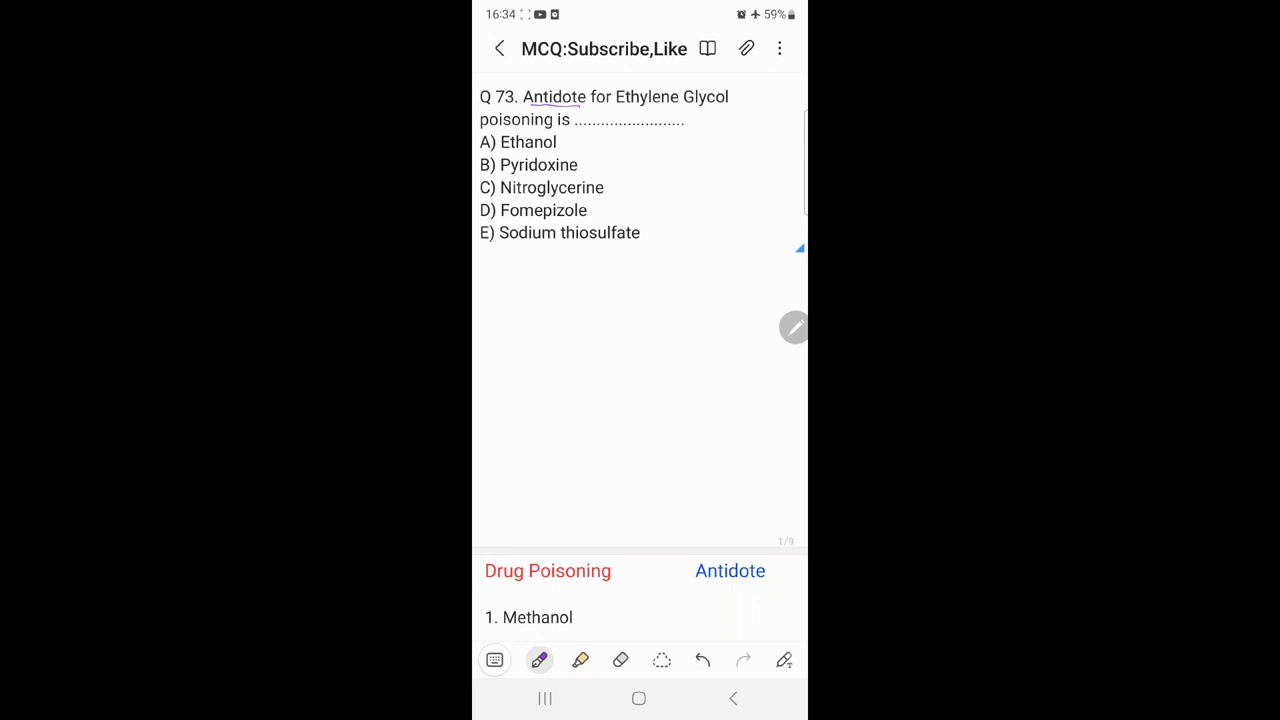 16:34 59%
MCQ:Subscribe,Like
Q 73. Antidote for Ethylene Glycol
poisoning is ........................
A) Ethanol
B) Pyridoxine
C) Nitroglycerine
D) Fomepizole
E) Sodium thiosulfate
1/9
Drug Poisoning Antidote
1. Methanol